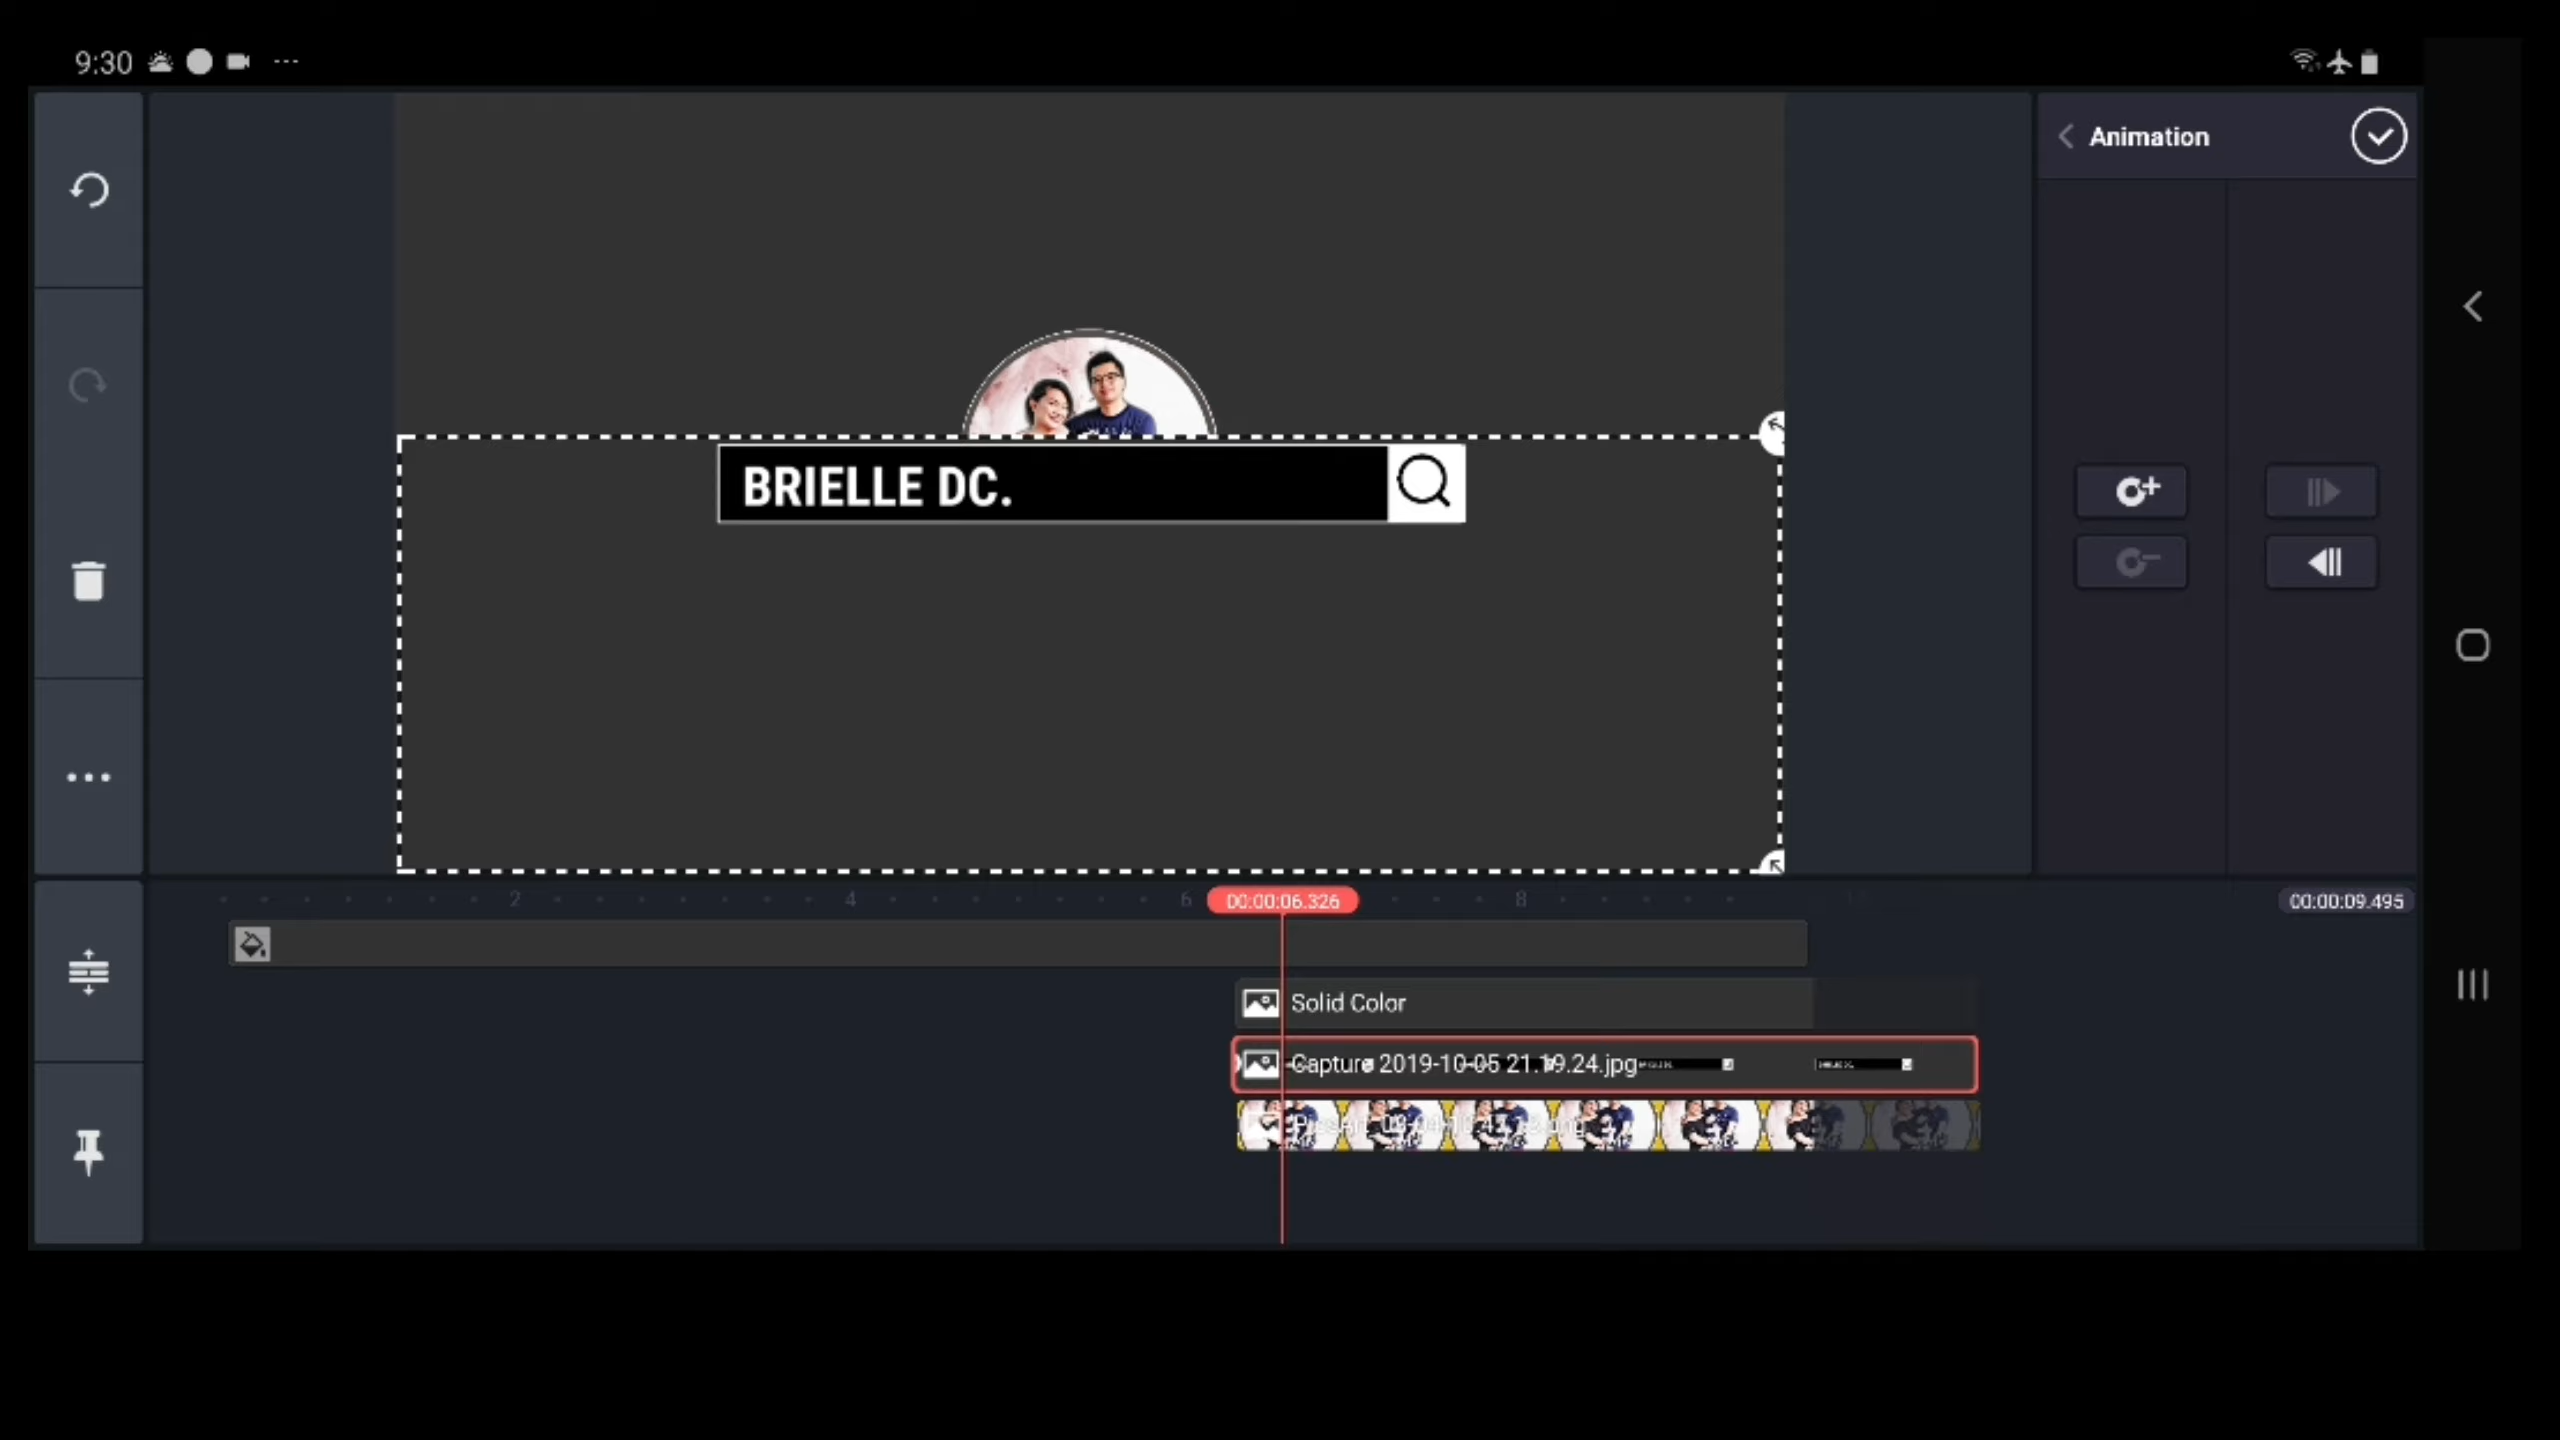 9:30
Animation
BRIELLE DC.
2
4
6
00:00:06.326
8
00:00:09.495
Solid Color
Capture 2019-10-05 21.19.24.jpg